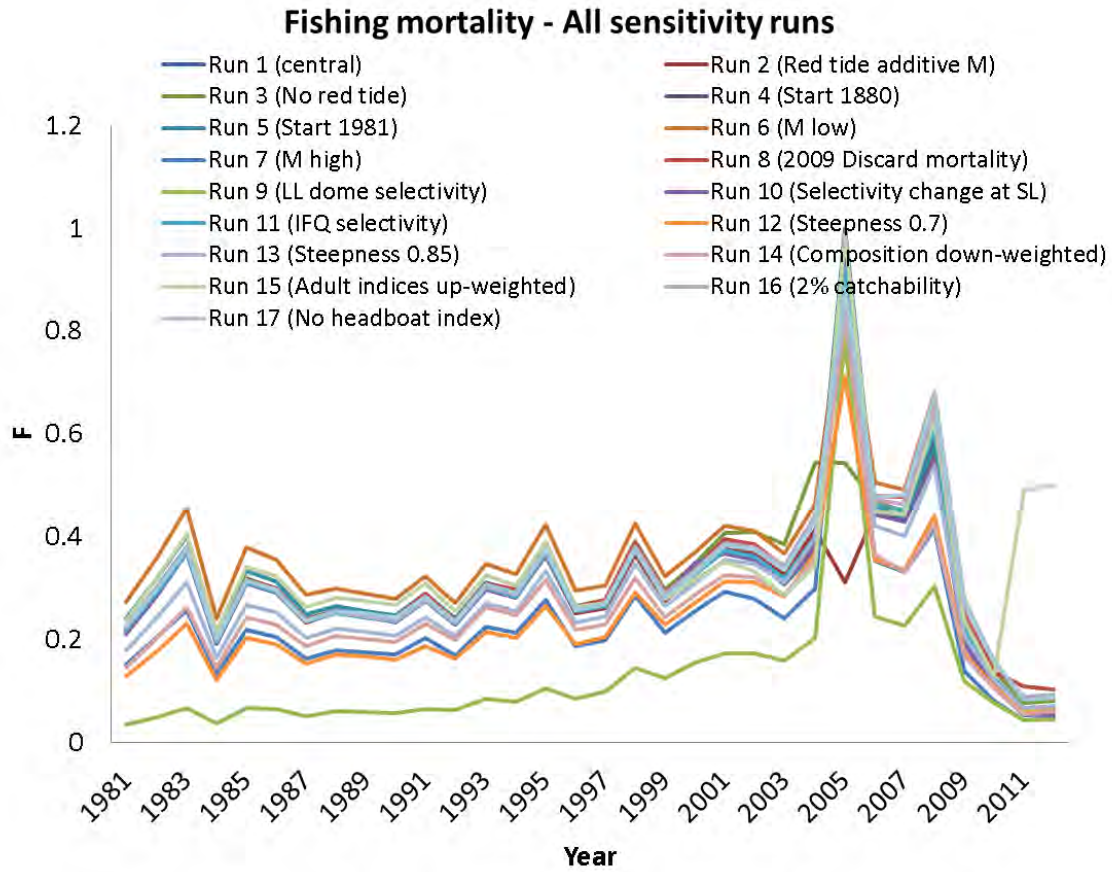 Fishing mortality - All sensitivity runs
Run 1 (central)
Run 2 (Red tide additive M)
Run 3 (No red tide)
Run 4 (Start 1880)
Run 5 (Start 1981)
Run 6 (M low)
Run 7 (M high)
Run 8 (2009 Discard mortality)
Run 9 (LL dome selectivity)
Run 10 (Selectivity change at SL)
Run 11 (IFQ selectivity)
Run 12 (Steepness 0.7)
Run 13 (Steepness 0.85)
Run 14 (Composition down-weighted)
Run 15 (Adult indices up-weighted)
Run 16 (2% catchability)
Run 17 (No headboat index)
1.2
1
0.8
0.6
0.4
0.2
0
F
1981
1983
1985
1987
1989
1991
1993
1995
1997
1999
2001
2003
2005
2007
2009
2011
Year